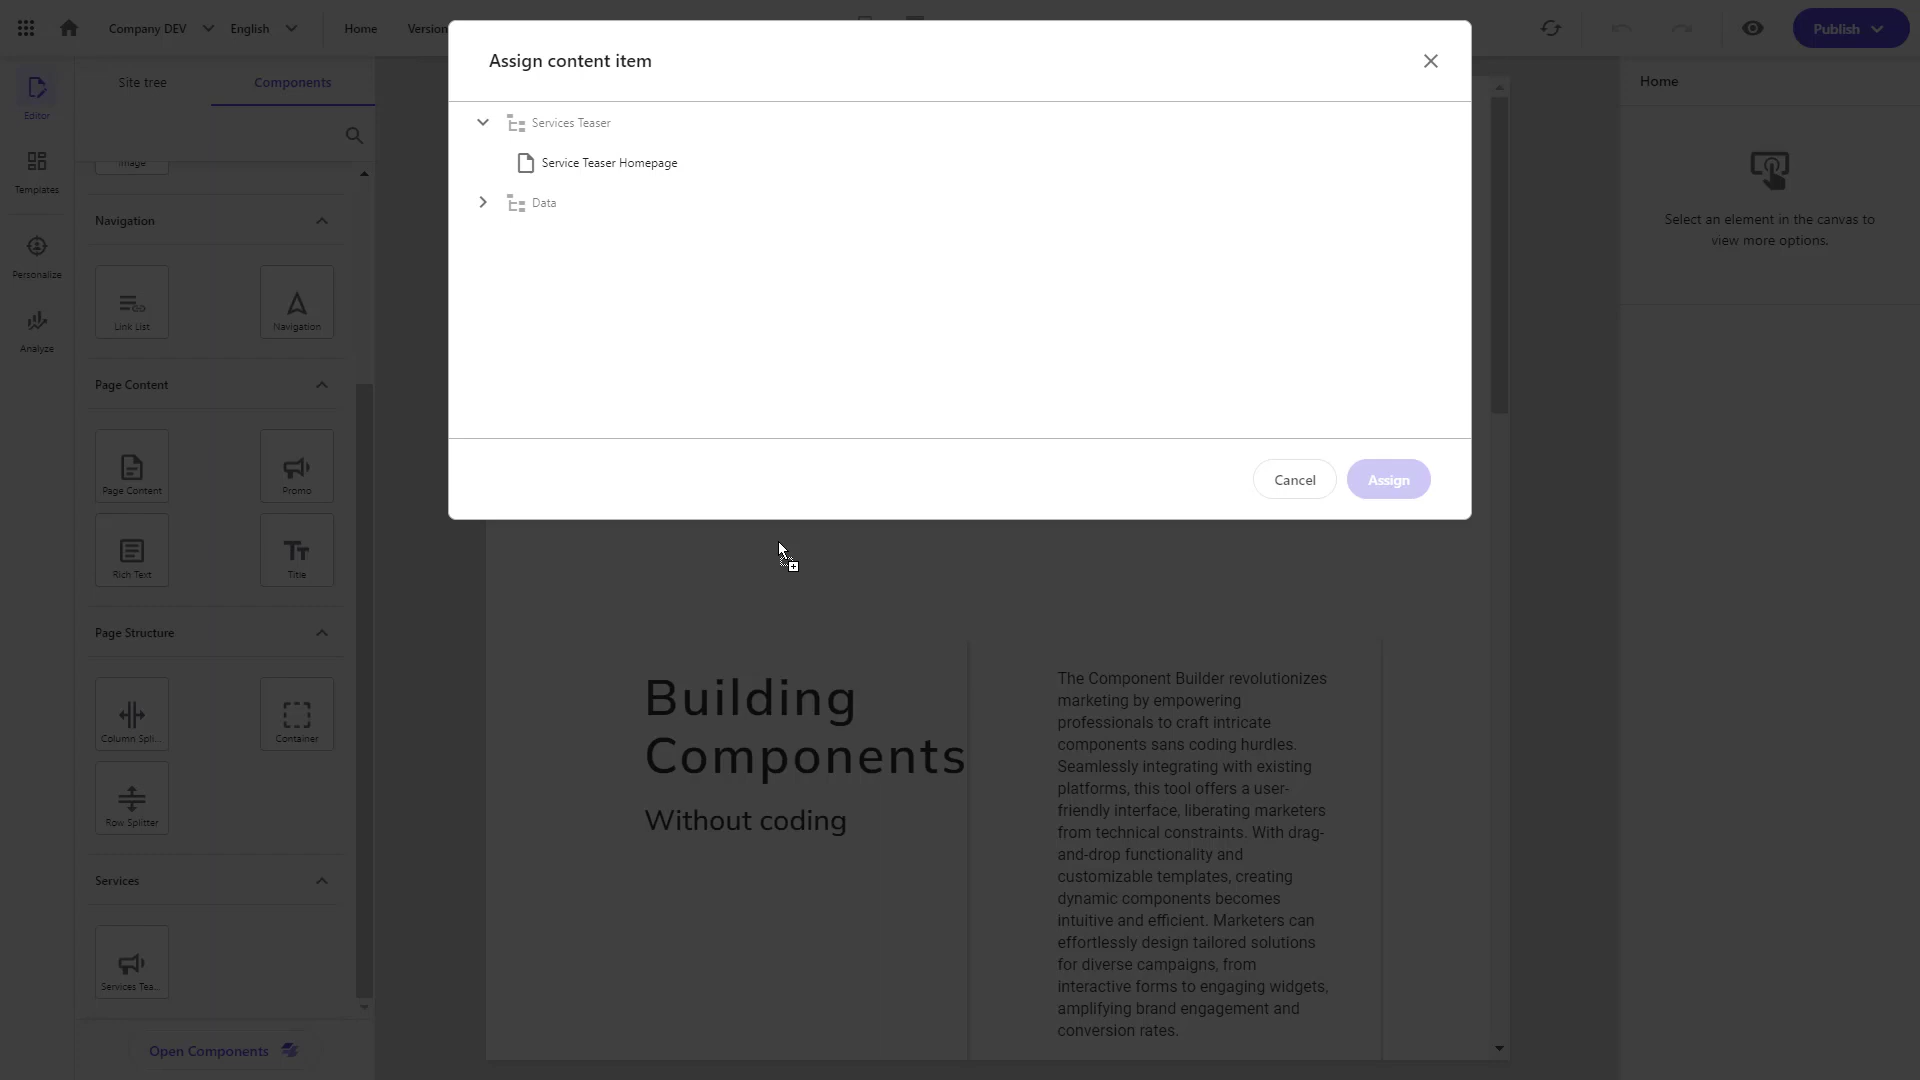 Company DEV
English
Home
Version
Publish
Assign content item
Services Teaser
Service Teaser Homepage
Data
Cancel
Assign
Editor
Templates
Personalize
Analyze
Site tree
Components
Image
Navigation
Link List
Navigation
Page Content
Page Content
Promo
Rich Text
Title
Page Structure
Column Spli...
Container
Row Splitter
Services
Services Tea...
Open Components
Building
Components
Without coding
The Component Builder revolutionizes
marketing by empowering
professionals to craft intricate
components sans coding hurdles.
Seamlessly integrating with existing
platforms, this tool offers a user-
friendly interface, liberating marketers
from technical constraints. With drag-
and-drop functionality and
customizable templates, creating
dynamic components becomes
intuitive and efficient. Marketers can
effortlessly design tailored solutions
for diverse campaigns, from
interactive forms to engaging widgets,
amplifying brand engagement and
conversion rates.
Home
Select an element in the canvas to
view more options.